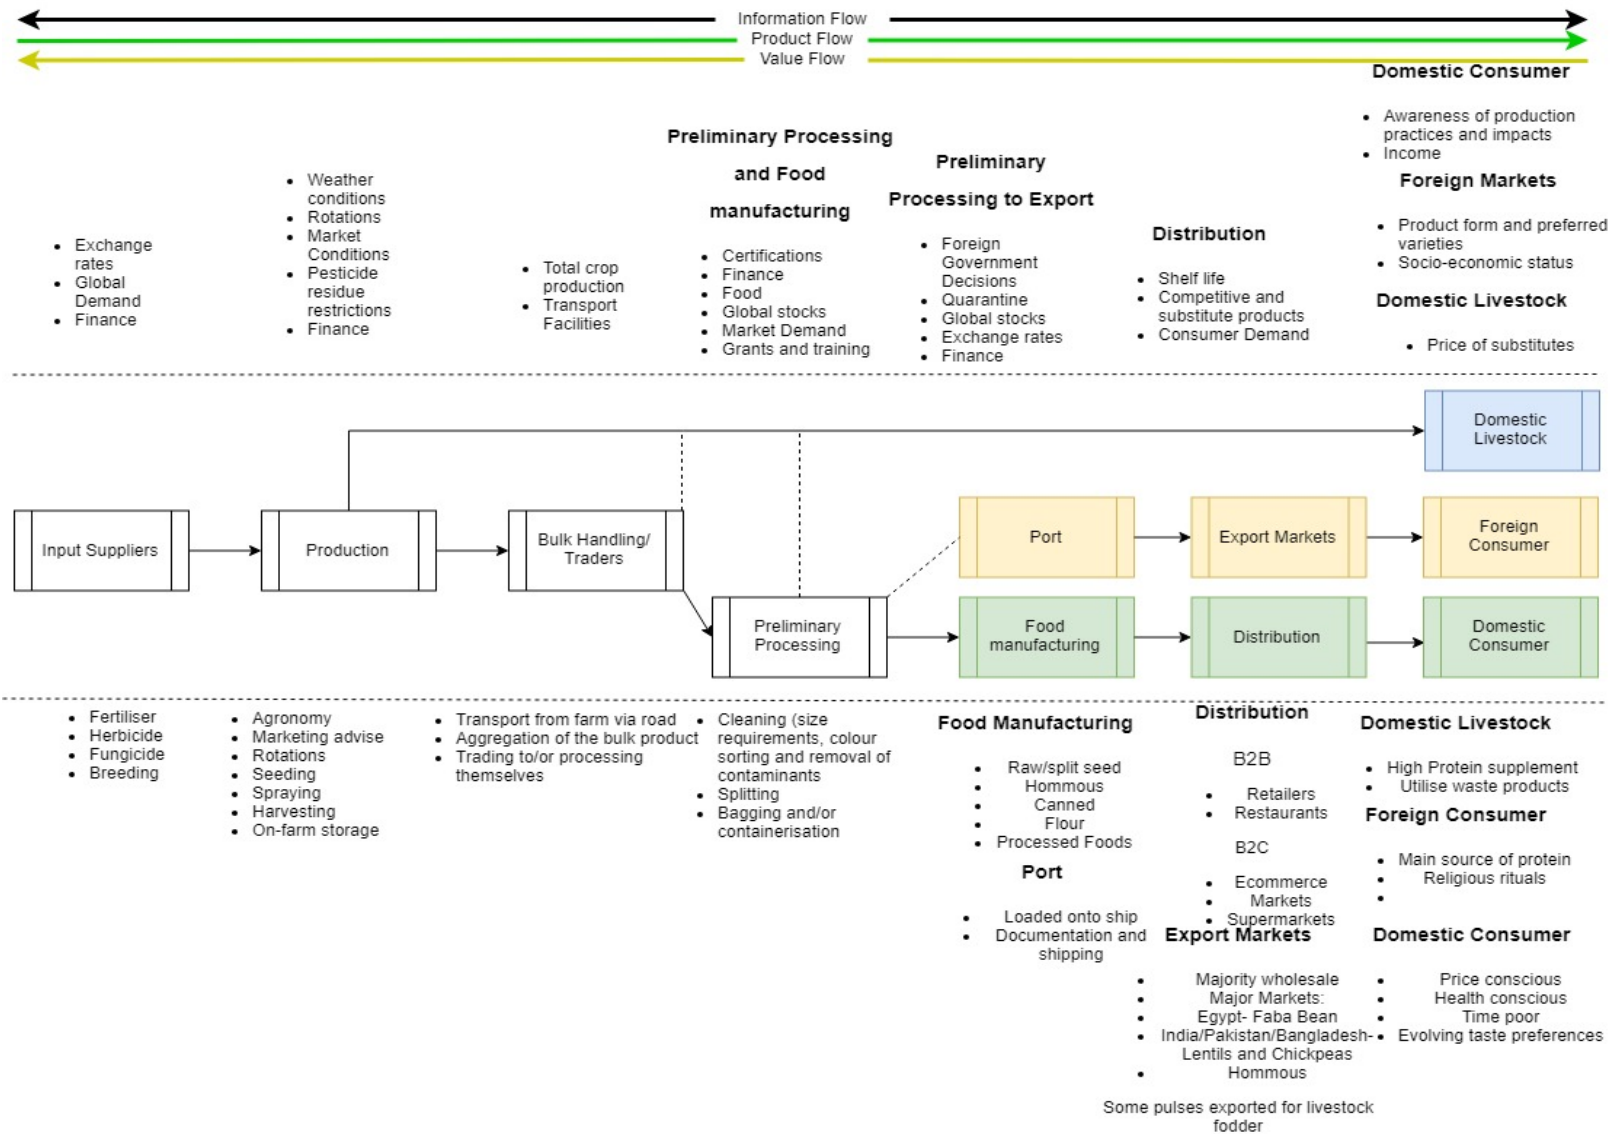 Information Flow
Product Flow
Value Flow
Exchange
rates
Global
Demand
Finance
Weather
conditions
Rotations
Market
Conditions
Pesticide
residue
restrictions
Finance
Total crop
production
Transport
Facilities
Preliminary Processing
and Food
manufacturing
Certifications
Finance
Food
Global stocks
Market Demand
Grants and training
Preliminary
Processing to Export
Foreign
Government
Decisions
Quarantine
Global stocks
Exchange rates
Finance
Distribution
Shelf life
Competitive and
substitute products
Consumer Demand
Domestic Consumer
Awareness of production
practices and impacts
Income
Foreign Markets
Product form and preferred
varieties
Socio-economic status
Domestic Livestock
Price of substitutes
Domestic
Livestock
Input Suppliers
Production
Bulk Handling/
Traders
Preliminary
Processing
Port
Export Markets
Foreign
Consumer
Food
manufacturing
Distribution
Domestic
Consumer
Fertiliser
Herbicide
Fungicide
Breeding
Agronomy
Marketing advise
Rotations
Seeding
Spraying
Harvesting
On-farm storage
Transport from farm via road
Aggregation of the bulk product
Trading to/or processing
themselves
Cleaning (size
requirements, colour
sorting and removal of
contaminants
Splitting
Bagging and/or
containerisation
Food Manufacturing
Raw/split seed
Hommous
Canned
Flour
Processed Foods
Port
Loaded onto ship
Documentation and
shipping
Distribution
B2B
Retailers
Restaurants
B2C
Ecommerce
Markets
Supermarkets
Export Markets
Majority wholesale
Major Markets:
Egypt- Faba Bean
India/Pakistan/Bangladesh-
Lentils and Chickpeas
Hommous
Some pulses exported for livestock
fodder
Domestic Livestock
High Protein supplement
Utilise waste products
Foreign Consumer
Main source of protein
Religious rituals
Domestic Consumer
Price conscious
Health conscious
Time poor
Evolving taste preferences